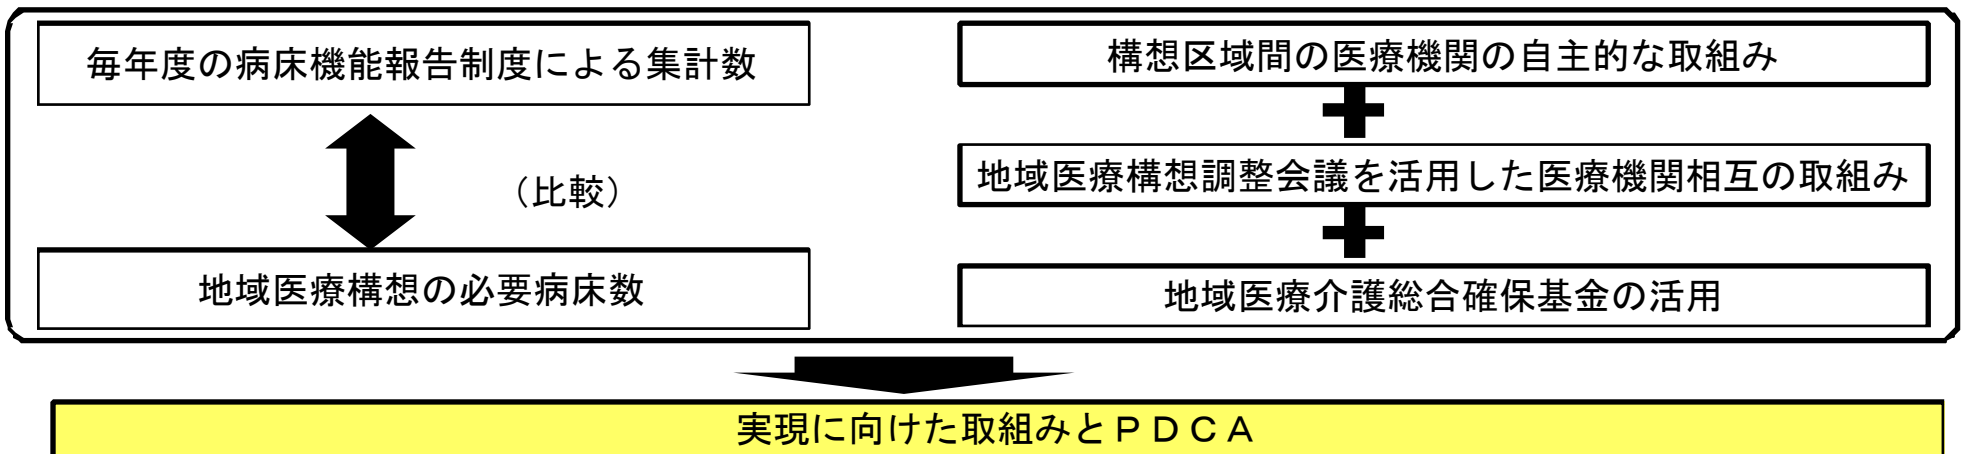 毎年度の病床機能報告制度による集計数
(比較)
地域医療構想の必要病床数
構想区域間の医療機関の自主的な取組み
地域医療構想調整会議を活用した医療機関相互の取組み
地域医療介護総合確保基金の活用
実現に向けた取組みとPDCA